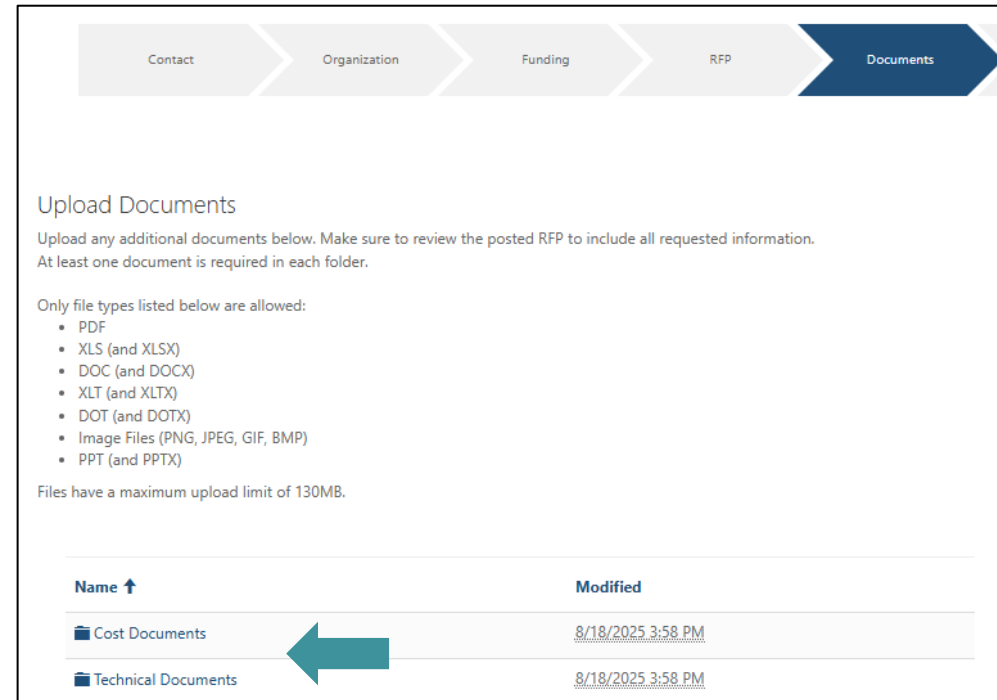 Contact
Organization
Funding
RFP
Documents
Upload Documents
Upload any additional documents below. Make sure to review the posted RFP to include all requested information.
At least one document is required in each folder.
Only file types listed below are allowed:
• PDF
• XLS (and XLSX)
• DOC (and DOCX)
• XLT (and XLTX)
• DOT (and DOTX)
• Image Files (PNG, JPEG, GIF, BMP)
• PPT (and PPTX)
Files have a maximum upload limit of 130MB.
Name ↑ Modified
Cost Documents 8/18/2025 3:58 PM
Technical Documents 8/18/2025 3:58 PM